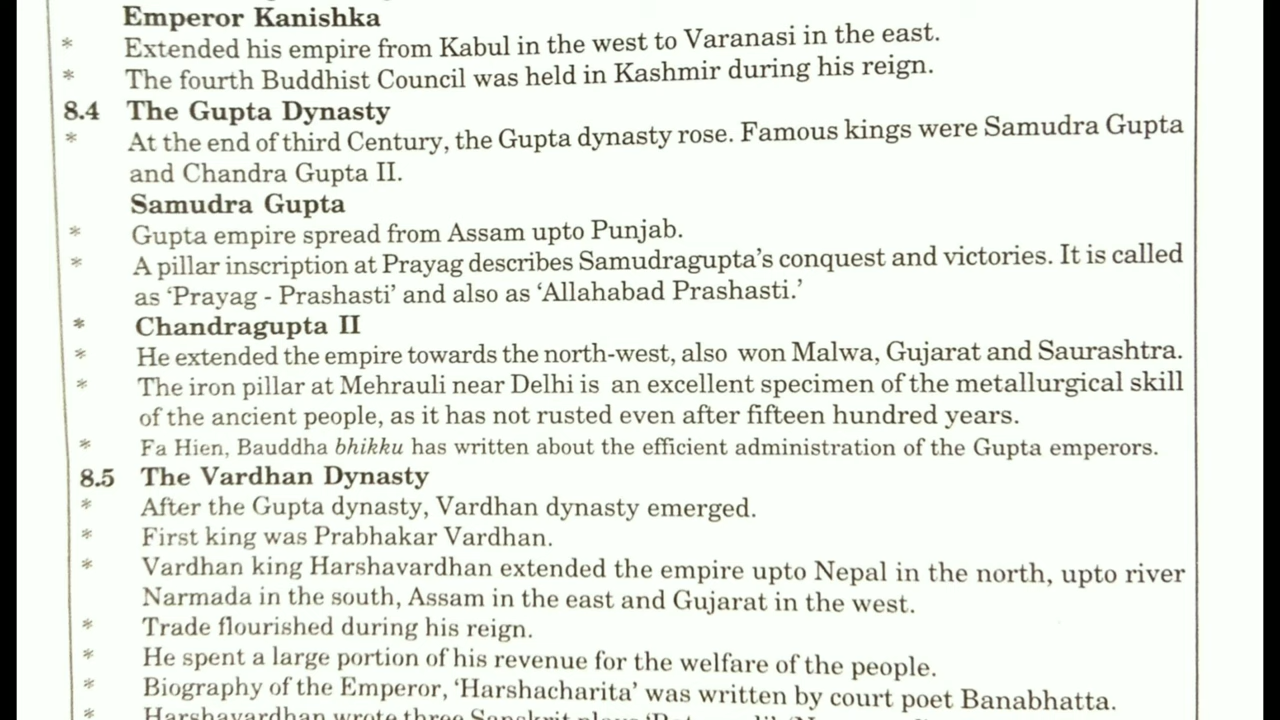 Emperor Kanishka
* Extended his empire from Kabul in the west to Varanasi in the east.
* The fourth Buddhist Council was held in Kashmir during his reign.
8.4 The Gupta Dynasty
* At the end of third Century, the Gupta dynasty rose. Famous kings were Samudra Gupta
and Chandra Gupta II.
Samudra Gupta
* Gupta empire spread from Assam upto Punjab.
* A pillar inscription at Prayag describes Samudragupta's conquest and victories. It is called
as 'Prayag - Prashasti' and also as 'Allahabad Prashasti.'
* Chandragupta II
* He extended the empire towards the north-west, also won Malwa, Gujarat and Saurashtra.
* The iron pillar at Mehrauli near Delhi is an excellent specimen of the metallurgical skill
of the ancient people, as it has not rusted even after fifteen hundred years.
* Fa Hien, Bauddha bhikku has written about the efficient administration of the Gupta emperors.
8.5 The Vardhan Dynasty
* After the Gupta dynasty, Vardhan dynasty emerged.
* First king was Prabhakar Vardhan.
* Vardhan king Harshavardhan extended the empire upto Nepal in the north, upto river
Narmada in the south, Assam in the east and Gujarat in the west.
* Trade flourished during his reign.
* He spent a large portion of his revenue for the welfare of the people.
* Biography of the Emperor, 'Harshacharita' was written by court poet Banabhatta.
* Harshavardhan wrote three Sanskrit plays